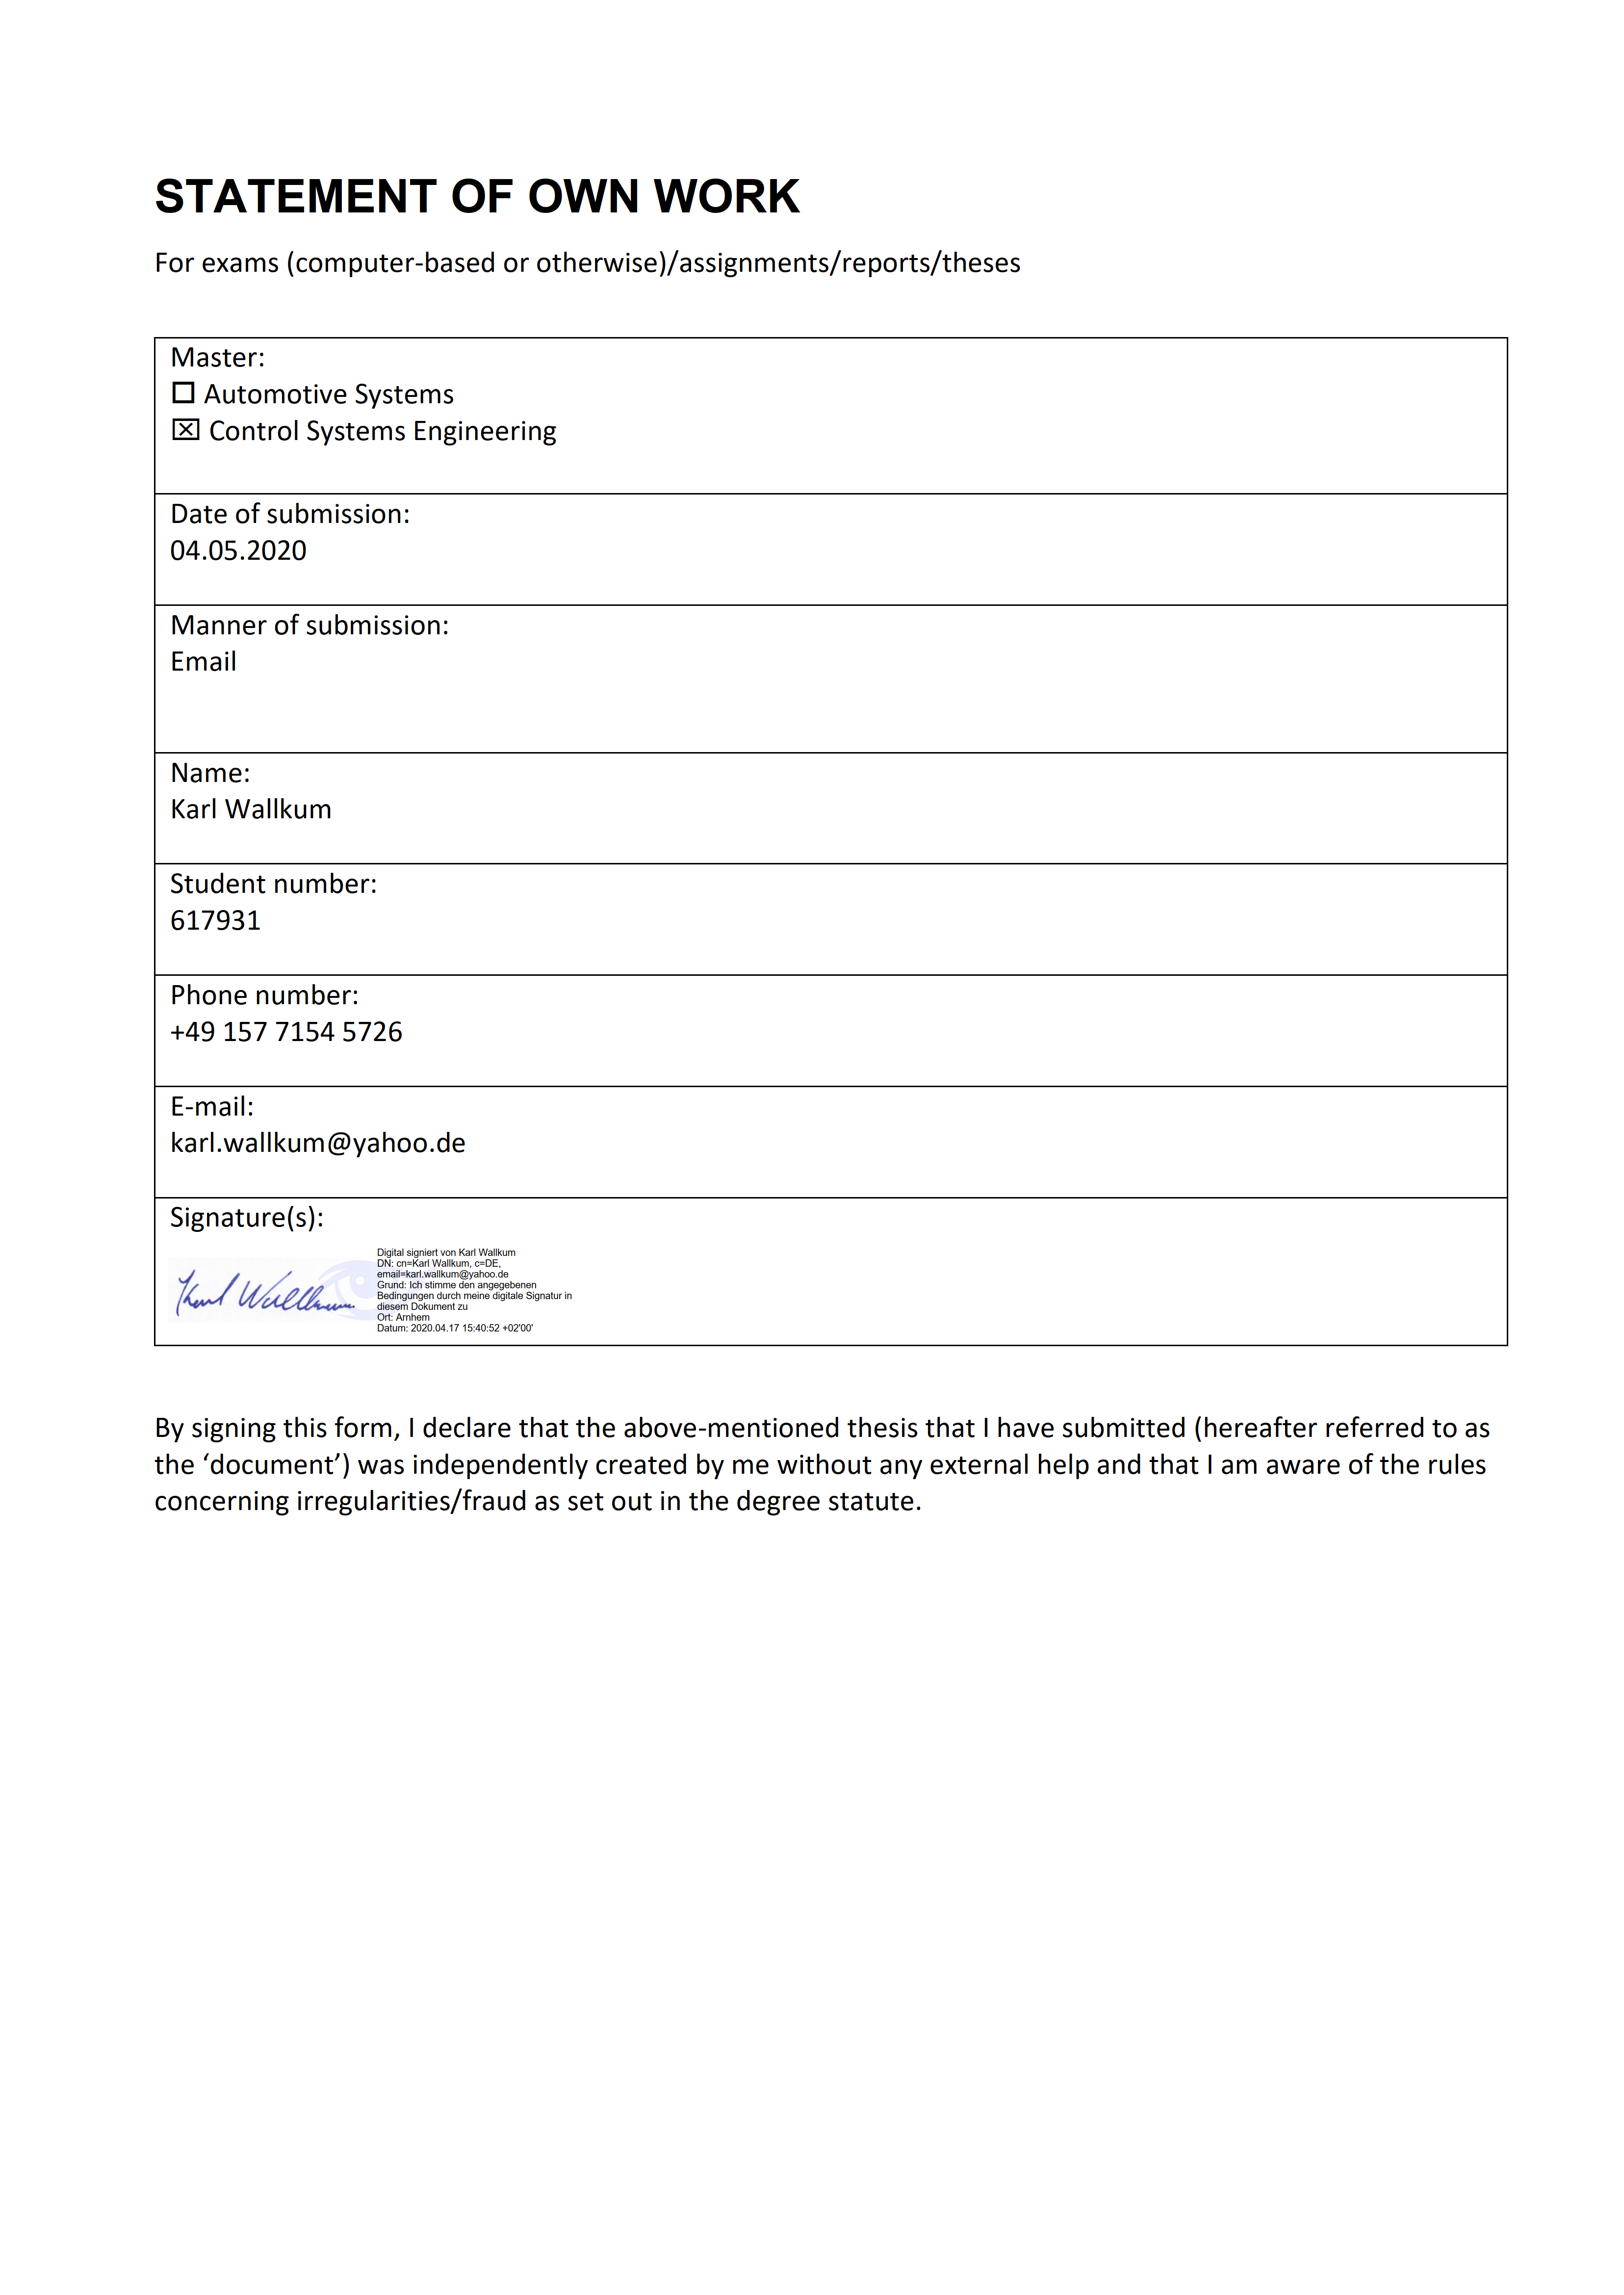 STATEMENT OF OWN WORK
For exams (computer-based or otherwise)/assignments/reports/theses
Master:
☐ Automotive Systems
☒ Control Systems Engineering
Date of submission:
04.05.2020
Manner of submission:
Email
Name:
Karl Wallkum
Student number:
617931
Phone number:
+49 157 7154 5726
E-mail:
karl.wallkum@yahoo.de
Signature(s):
Karl Wallkum
Digital signiert von Karl Wallkum
DN: cn=Karl Wallkum, c=DE,
email=karl.wallkum@yahoo.de
Grund: Ich stimme den angegebenen
Bedingungen durch meine digitale Signatur in
diesem Dokument zu
Ort: Arnhem
Datum: 2020.04.17 15:40:52 +02'00'
By signing this form, I declare that the above-mentioned thesis that I have submitted (hereafter referred to as
the ‘document’) was independently created by me without any external help and that I am aware of the rules
concerning irregularities/fraud as set out in the degree statute.